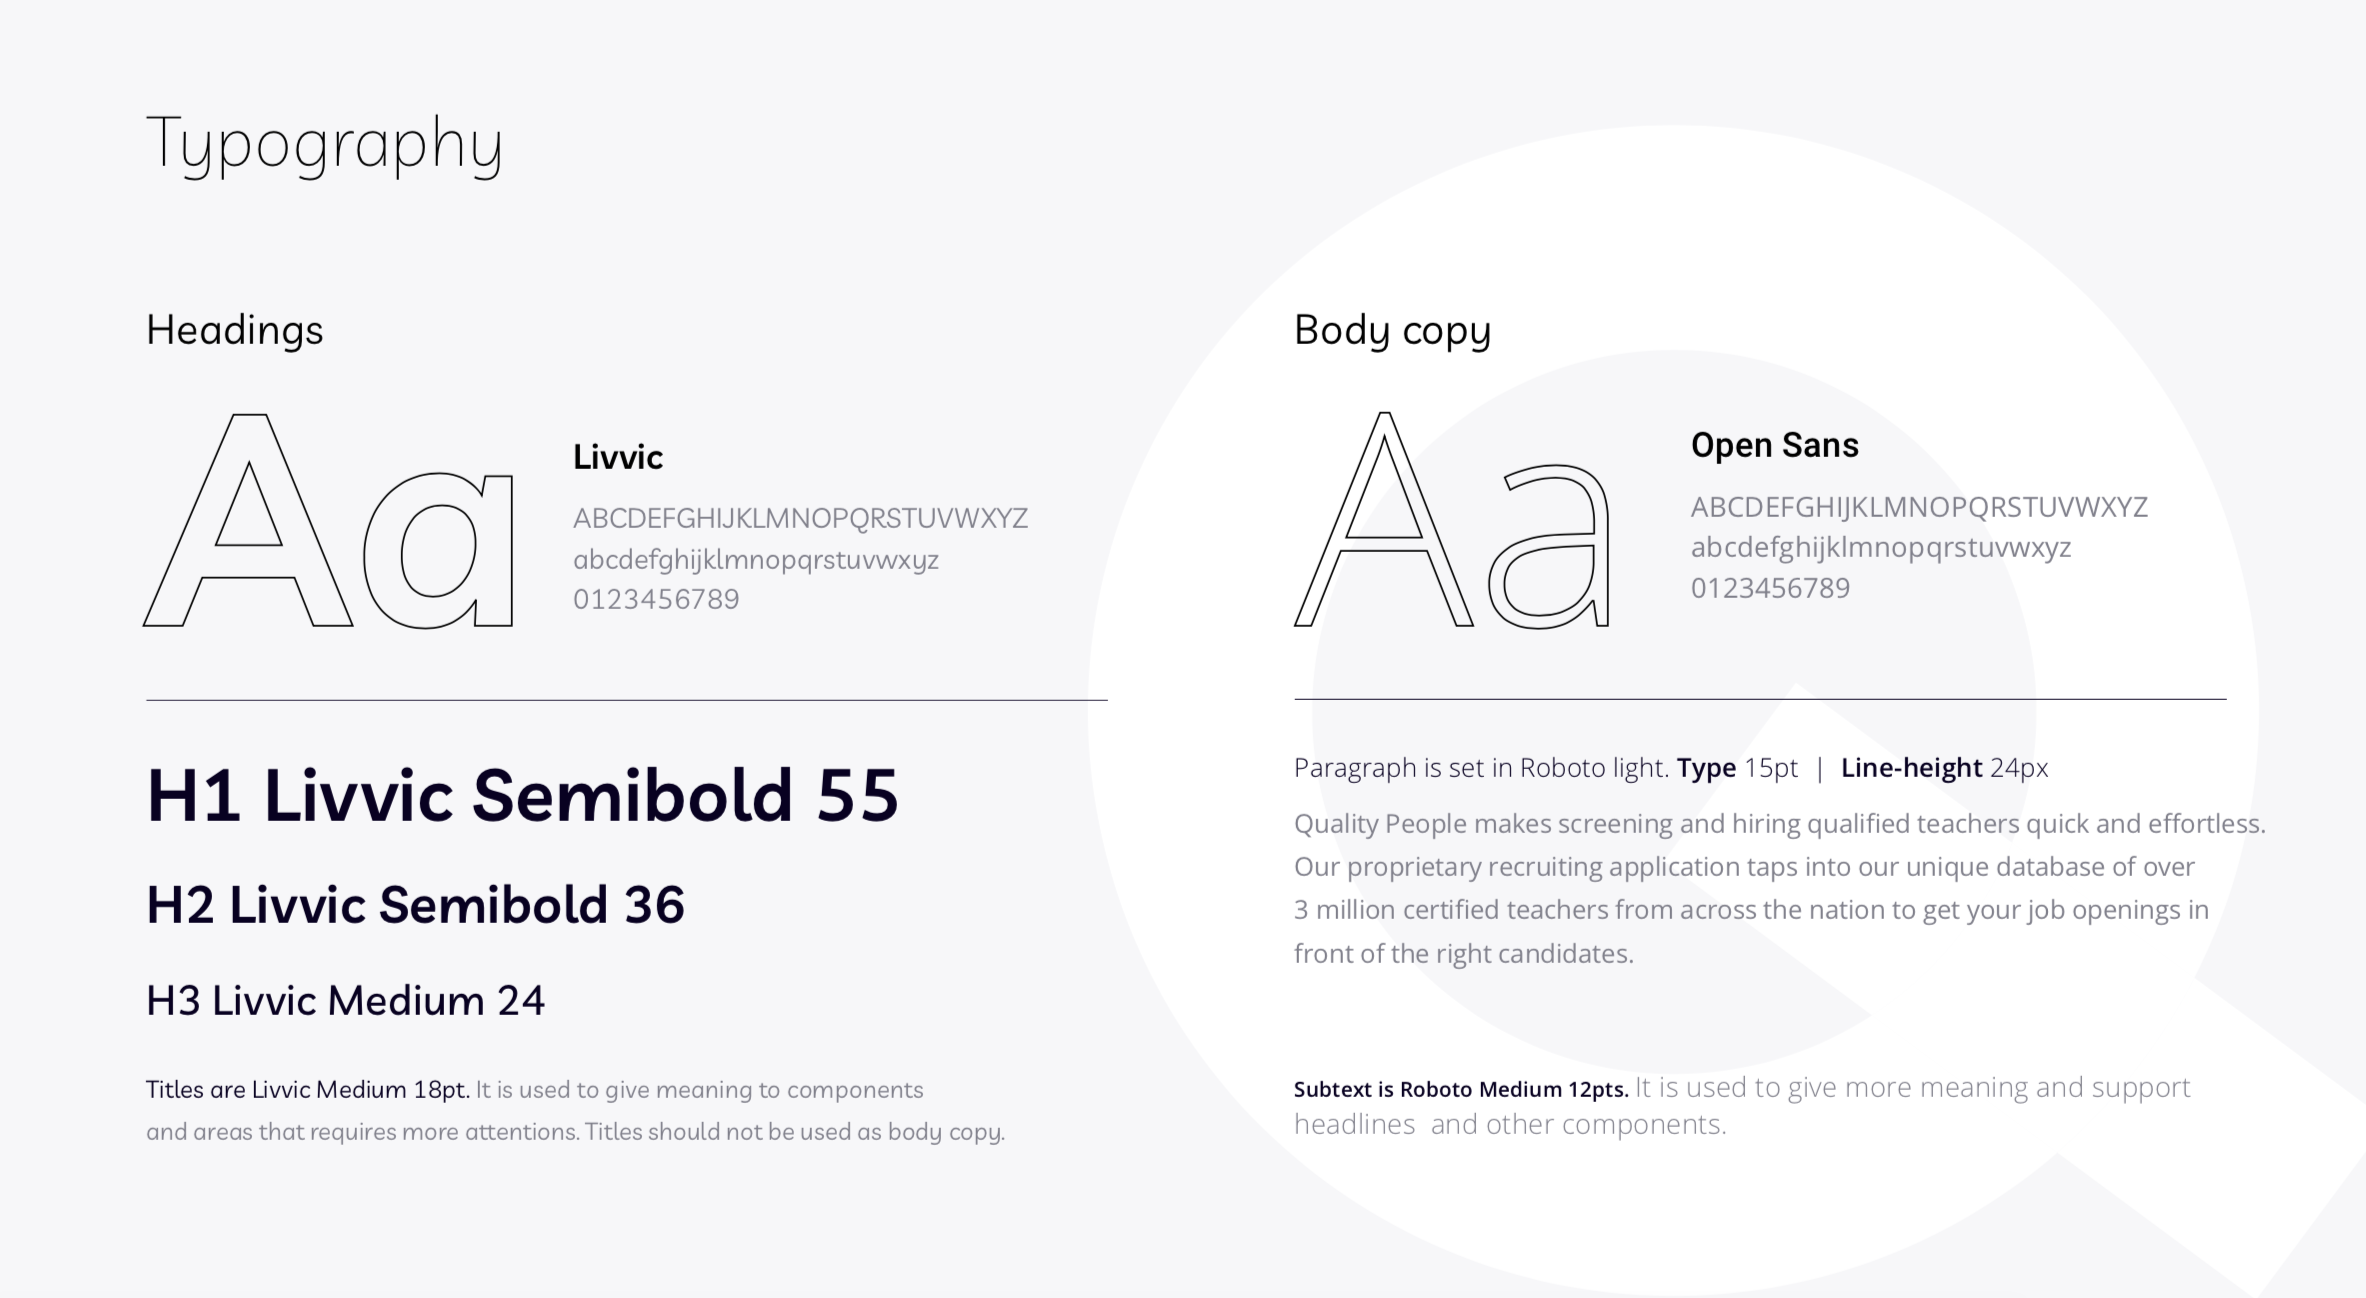 Typography
Headings
Aa
Livvic
ABCDEFGHIJKLMNOPQRSTUVWXYZ
abcdefghijklmnopqrstuvwxyz
0123456789
H1 Livvic Semibold 55
H2 Livvic Semibold 36
H3 Livvic Medium 24
Titles are Livvic Medium 18pt. It is used to give meaning to components
and areas that requires more attentions. Titles should not be used as body copy.
Body copy
Aa
Open Sans
ABCDEFGHIJKLMNOPQRSTUVWXYZ
abcdefghijklmnopqrstuvwxyz
0123456789
Paragraph is set in Roboto light. Type 15pt | Line-height 24px
Quality People makes screening and hiring qualified teachers quick and effortless.
Our proprietary recruiting application taps into our unique database of over
3 million certified teachers from across the nation to get your job openings in
front of the right candidates.
Subtext is Roboto Medium 12pts. It is used to give more meaning and support
headlines  and other components.